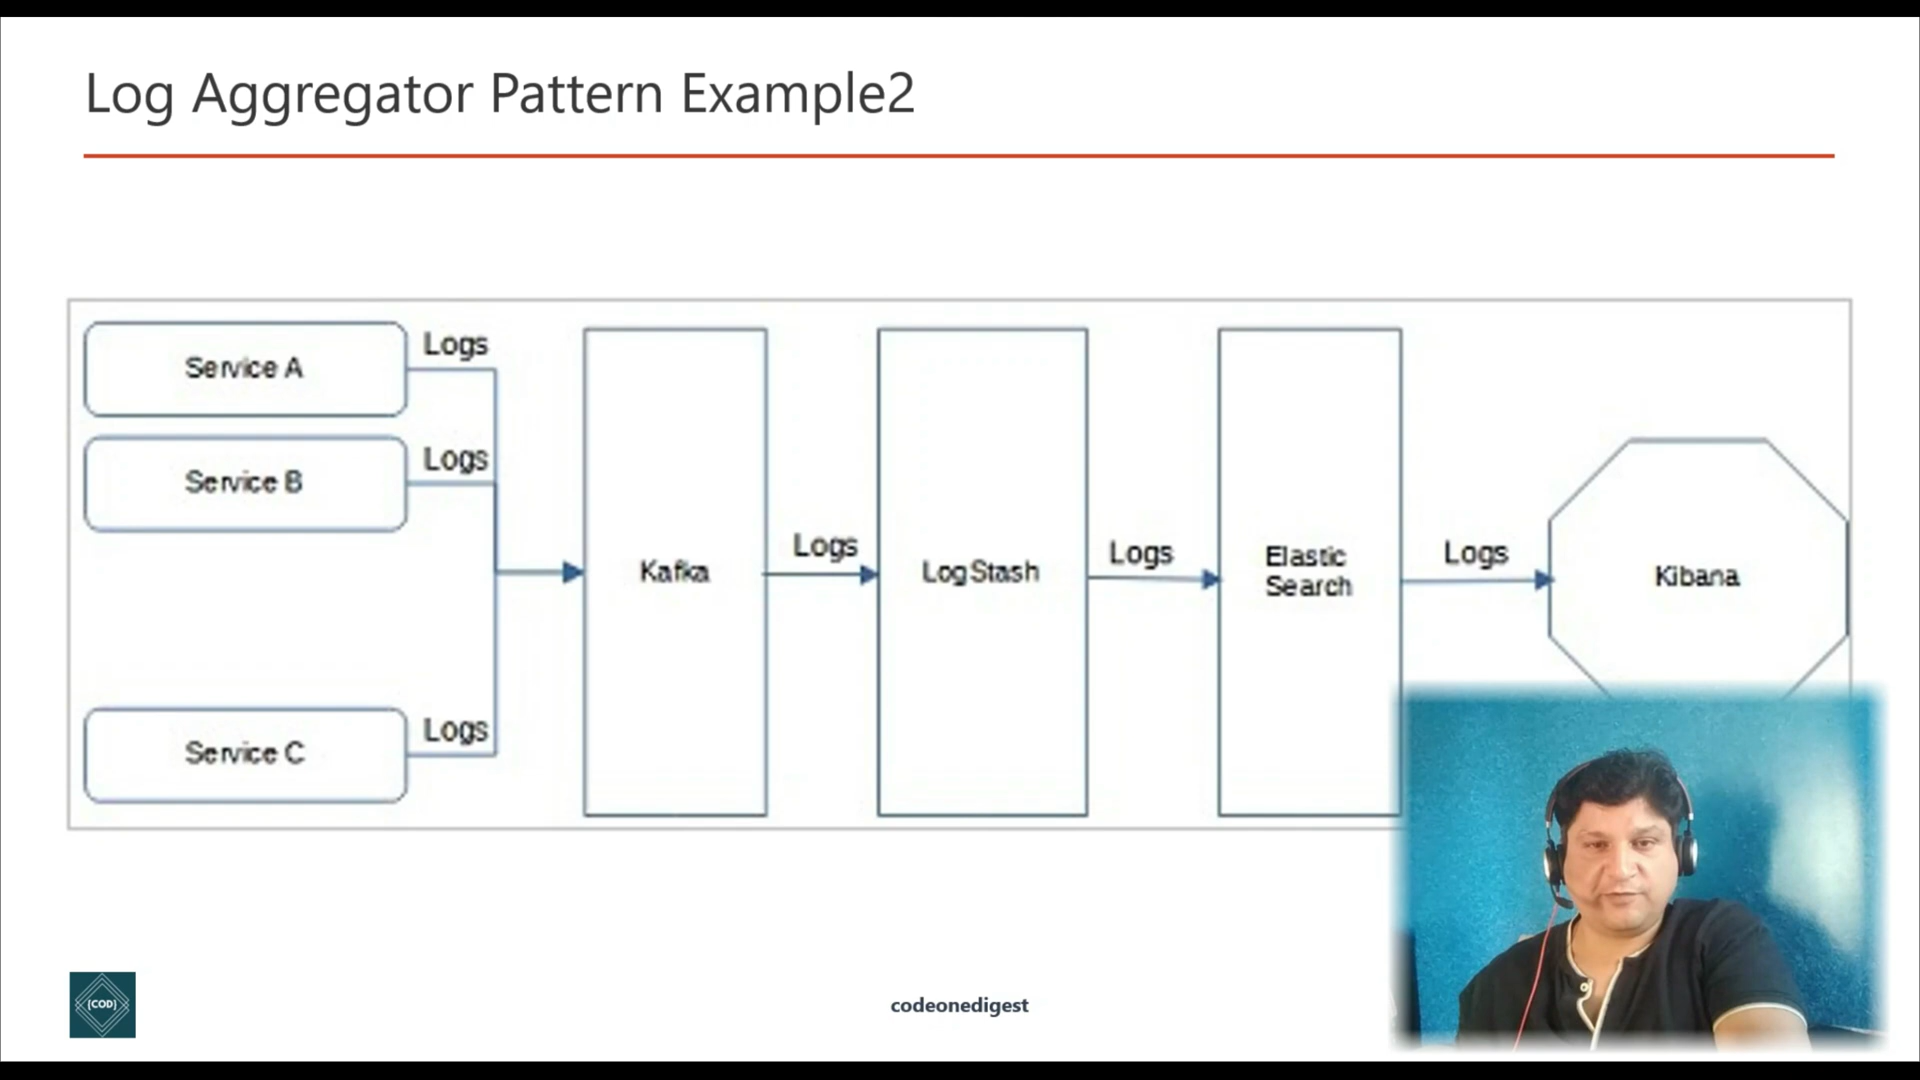 Log Aggregator Pattern Example2
Service A
Logs
Service B
Logs
Service C
Logs
Kafka
Logs
LogStash
Logs
Elastic
Search
Logs
Kibana
{COD}
codeonedigest